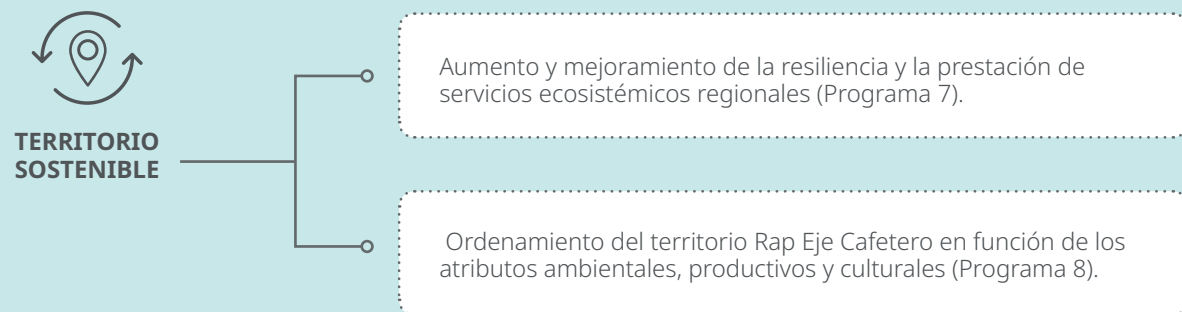 TERRITORIO
SOSTENIBLE
Aumento y mejoramiento de la resiliencia y la prestación de
servicios ecosistémicos regionales (Programa 7).
Ordenamiento del territorio Rap Eje Cafetero en función de los
atributos ambientales, productivos y culturales (Programa 8).